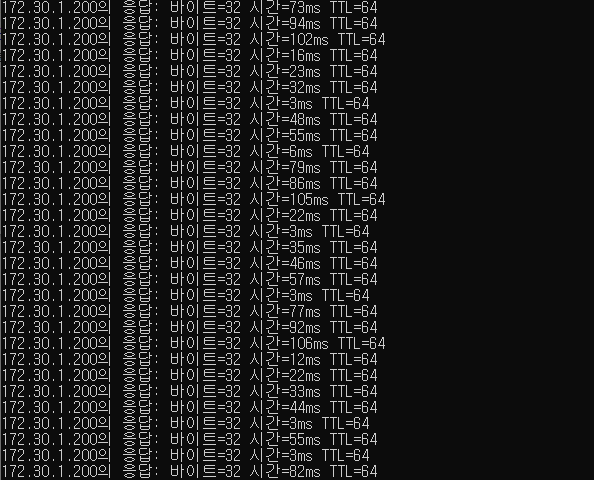 172.30.1.200의 응답: 바이트=32 시간=73ms TTL=64
172.30.1.200의 응답: 바이트=32 시간=94ms TTL=64
172.30.1.200의 응답: 바이트=32 시간=102ms TTL=64
172.30.1.200의 응답: 바이트=32 시간=16ms TTL=64
172.30.1.200의 응답: 바이트=32 시간=23ms TTL=64
172.30.1.200의 응답: 바이트=32 시간=32ms TTL=64
172.30.1.200의 응답: 바이트=32 시간=3ms TTL=64
172.30.1.200의 응답: 바이트=32 시간=48ms TTL=64
172.30.1.200의 응답: 바이트=32 시간=55ms TTL=64
172.30.1.200의 응답: 바이트=32 시간=6ms TTL=64
172.30.1.200의 응답: 바이트=32 시간=79ms TTL=64
172.30.1.200의 응답: 바이트=32 시간=86ms TTL=64
172.30.1.200의 응답: 바이트=32 시간=105ms TTL=64
172.30.1.200의 응답: 바이트=32 시간=22ms TTL=64
172.30.1.200의 응답: 바이트=32 시간=3ms TTL=64
172.30.1.200의 응답: 바이트=32 시간=35ms TTL=64
172.30.1.200의 응답: 바이트=32 시간=46ms TTL=64
172.30.1.200의 응답: 바이트=32 시간=57ms TTL=64
172.30.1.200의 응답: 바이트=32 시간=3ms TTL=64
172.30.1.200의 응답: 바이트=32 시간=77ms TTL=64
172.30.1.200의 응답: 바이트=32 시간=92ms TTL=64
172.30.1.200의 응답: 바이트=32 시간=106ms TTL=64
172.30.1.200의 응답: 바이트=32 시간=12ms TTL=64
172.30.1.200의 응답: 바이트=32 시간=22ms TTL=64
172.30.1.200의 응답: 바이트=32 시간=33ms TTL=64
172.30.1.200의 응답: 바이트=32 시간=44ms TTL=64
172.30.1.200의 응답: 바이트=32 시간=3ms TTL=64
172.30.1.200의 응답: 바이트=32 시간=55ms TTL=64
172.30.1.200의 응답: 바이트=32 시간=3ms TTL=64
172.30.1.200의 응답: 바이트=32 시간=82ms TTL=64